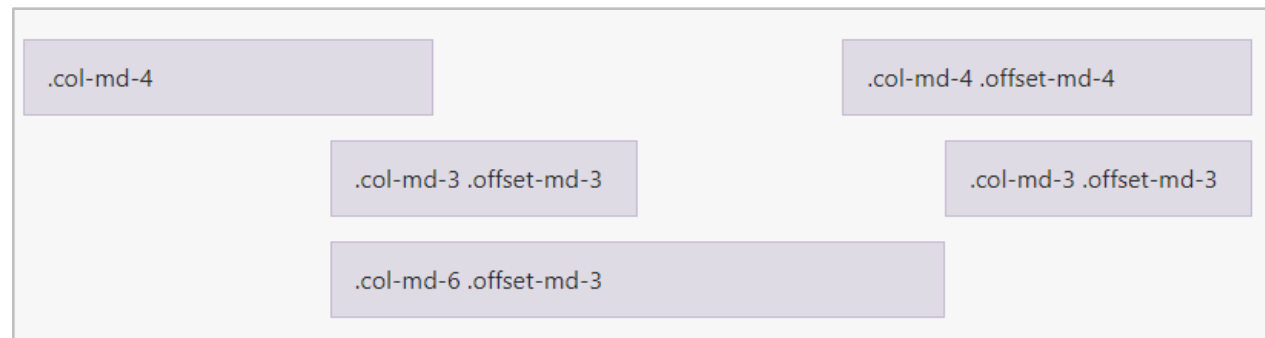 .col-md-4
.col-md-4 .offset-md-4
.col-md-3 .offset-md-3
.col-md-3 .offset-md-3
.col-md-6 .offset-md-3